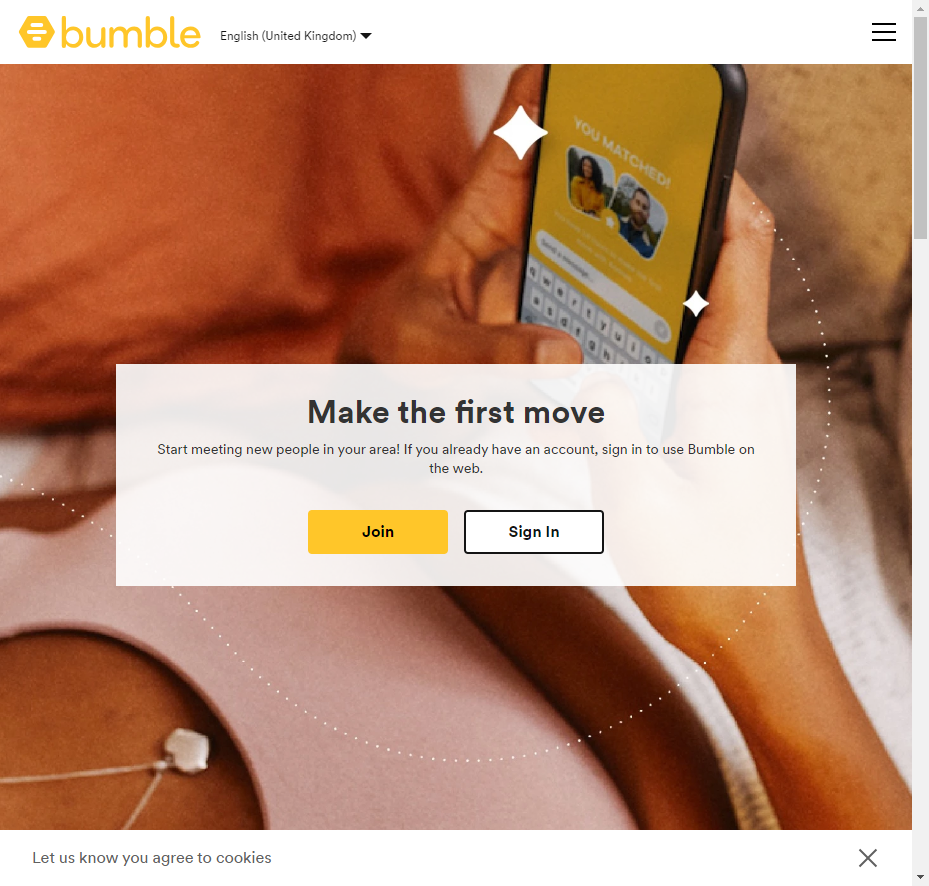 bumble
English (United Kingdom)
YOU MATCHED!
Send a message...
q w e r t y u i o
a s d f g h
Make the first move
Start meeting new people in your area! If you already have an account, sign in to use Bumble on
the web.
Join
Sign In
Let us know you agree to cookies